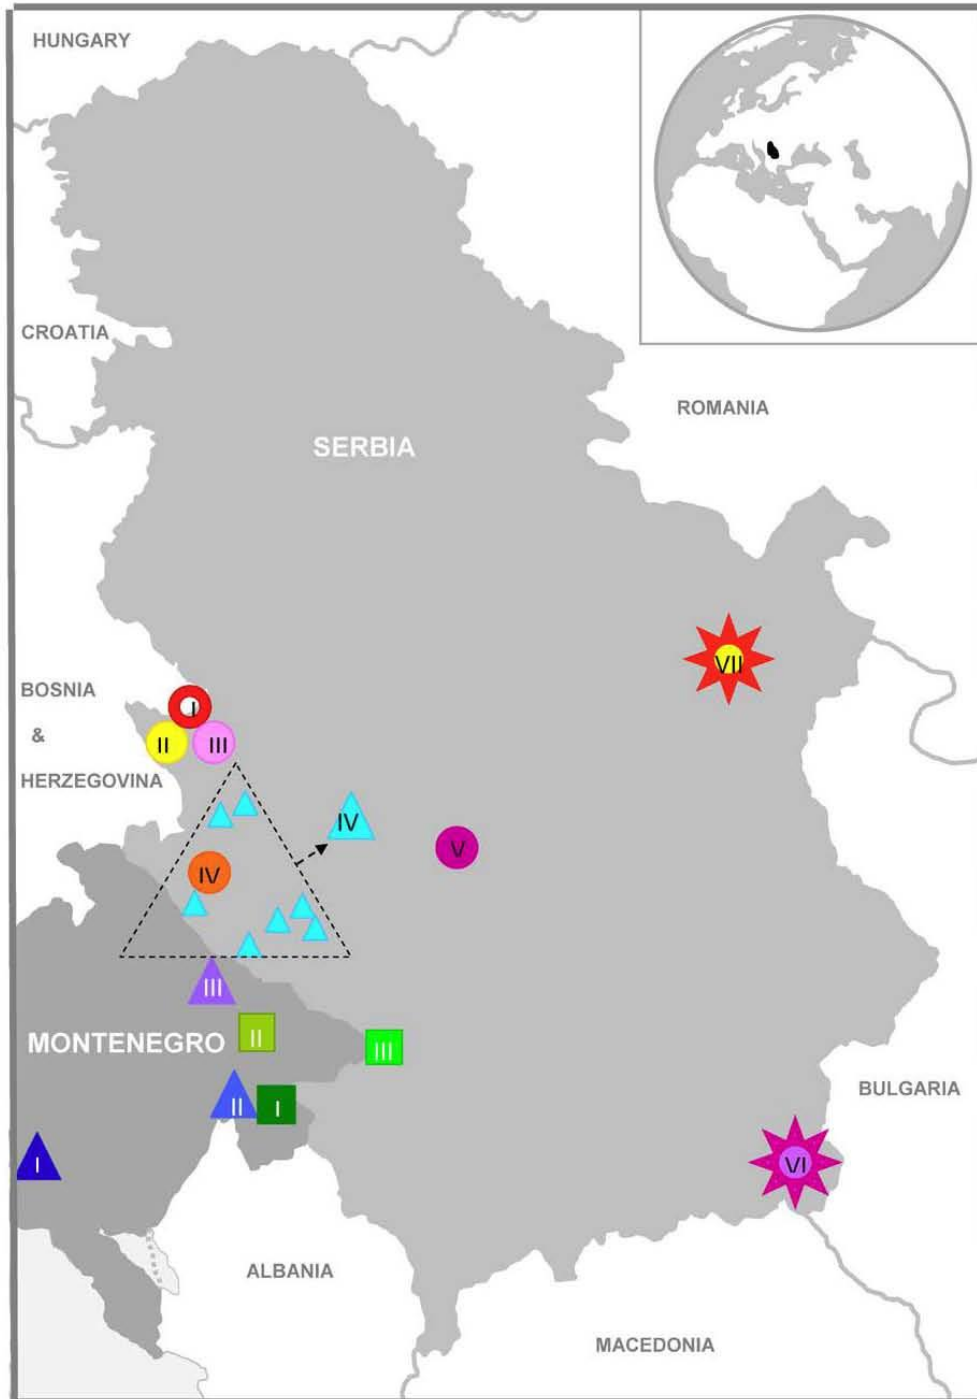 HUNGARY
CROATIA
ROMANIA
SERBIA
BOSNIA
&
HERZEGOVINA
VII
I
II
III
IV
V
IV
III
MONTENEGRO
II
III
II
I
I
BULGARIA
VI
ALBANIA
MACEDONIA